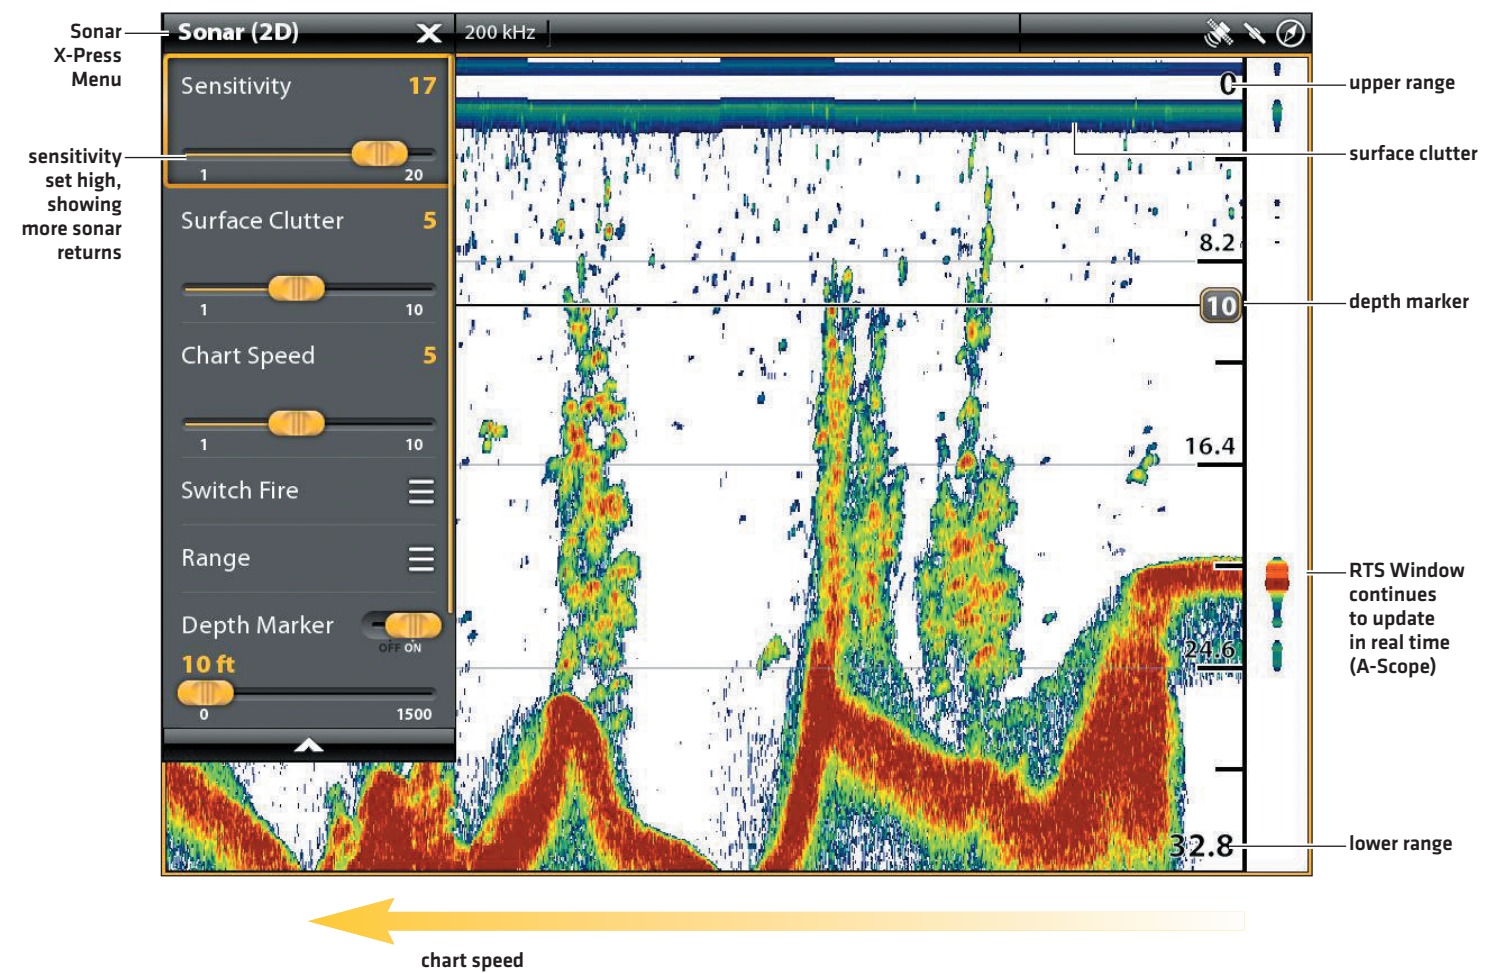 Sonar
X-Press
Menu
sensitivity
set high,
showing
more sonar
returns
Sonar (2D) X
200 kHz
Sensitivity 17
1 20
Surface Clutter 5
1 10
Chart Speed 5
1 10
Switch Fire
Range
Depth Marker
OFF ON
10 ft
0 1500
0
8.2
10
16.4
24.6
32.8
upper range
surface clutter
depth marker
RTS Window
continues
to update
in real time
(A-Scope)
lower range
chart speed